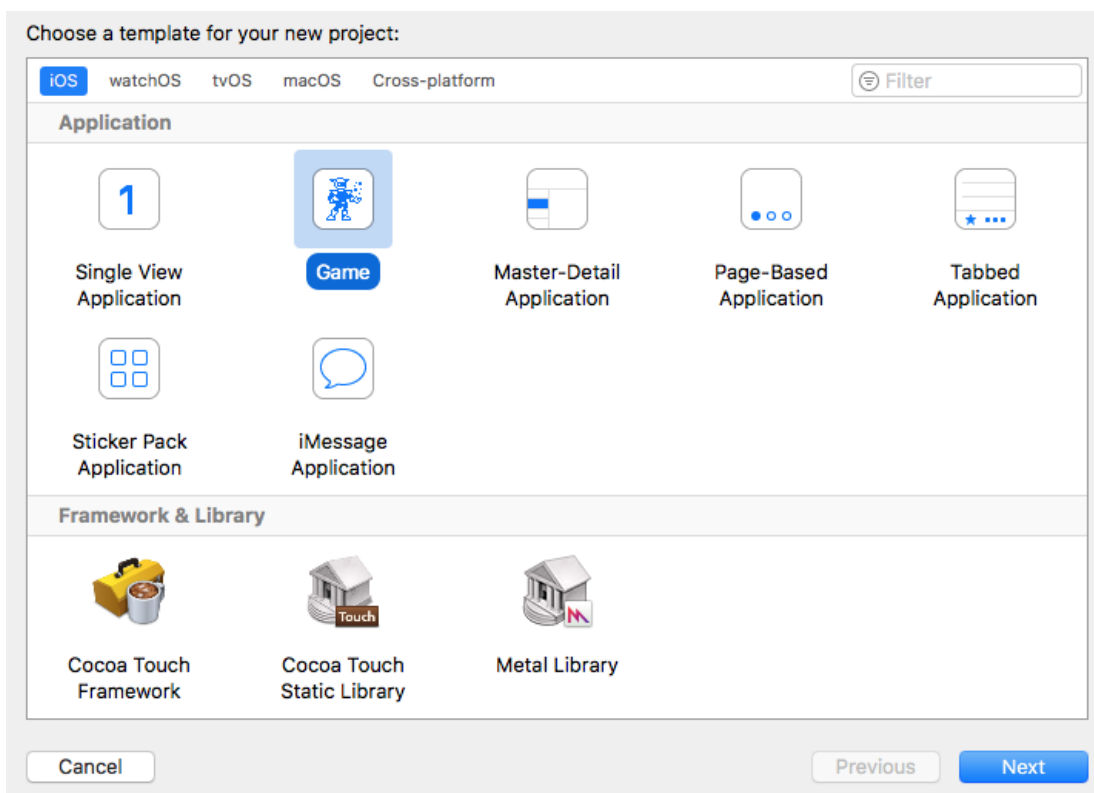 Choose a template for your new project:
iOS watchOS tvOS macOS Cross-platform Filter
Application
1
Single View Game Master-Detail Page-Based Tabbed
Application Application Application Application
Sticker Pack iMessage
Application Application
Framework & Library
Touch
Cocoa Touch Cocoa Touch Metal Library
Framework Static Library
Cancel Previous Next